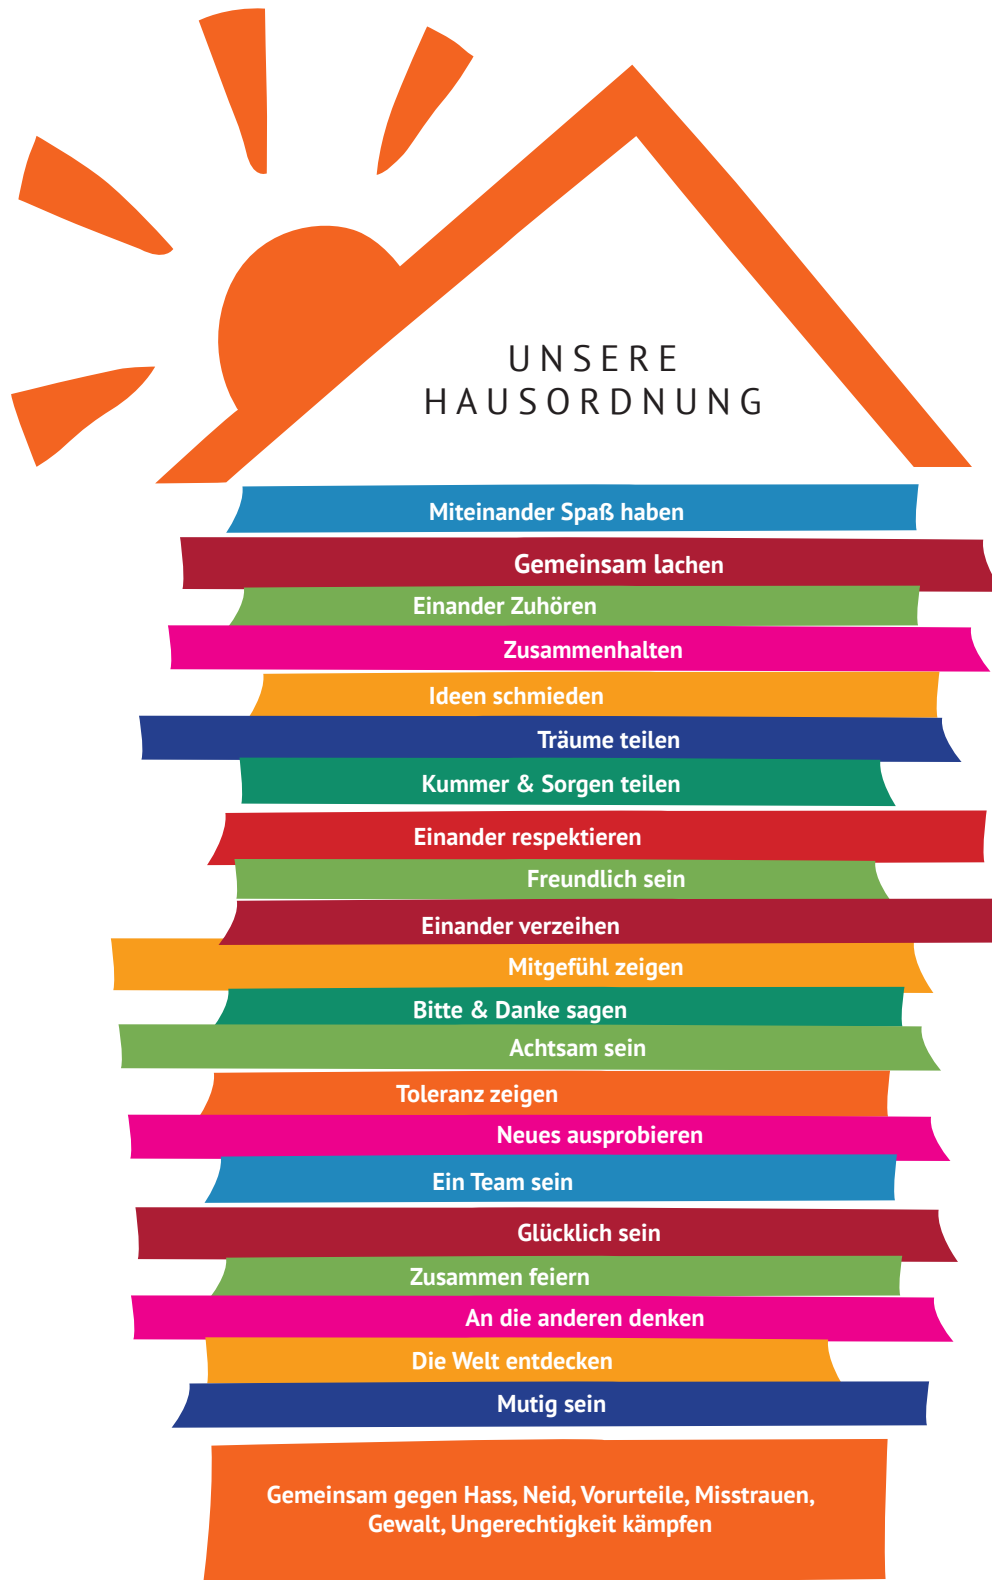 UNSERE
HAUSORDNUNG
Miteinander Spaß haben
Gemeinsam lachen
Einander Zuhören
Zusammenhalten
Ideen schmieden
Träume teilen
Kummer & Sorgen teilen
Einander respektieren
Freundlich sein
Einander verzeihen
Mitgefühl zeigen
Bitte & Danke sagen
Achtsam sein
Toleranz zeigen
Neues ausprobieren
Ein Team sein
Glücklich sein
Zusammen feiern
An die anderen denken
Die Welt entdecken
Mutig sein
Gemeinsam gegen Hass, Neid, Vorurteile, Misstrauen,
Gewalt, Ungerechtigkeit kämpfen